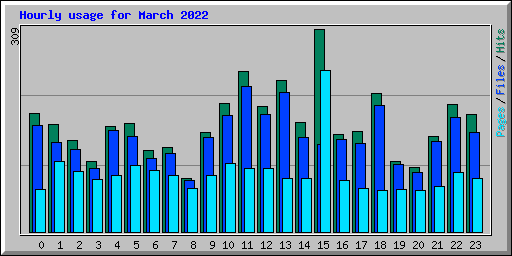 Hourly usage for March 2022
309
Pages / Files / Hits
0 1 2 3 4 5 6 7 8 9 10 11 12 13 14 15 16 17 18 19 20 21 22 23